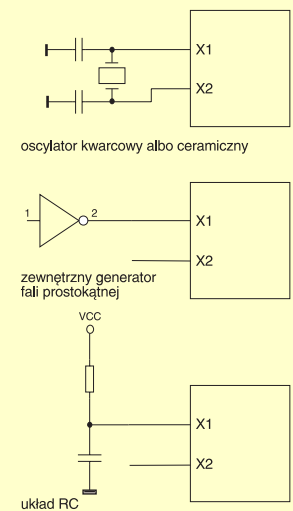 X1
X2
oscylator kwarcowy albo ceramiczny
1 2 X1
X2
zewnętrzny generator
fali prostokątnej
VCC
X1
X2
układ RC